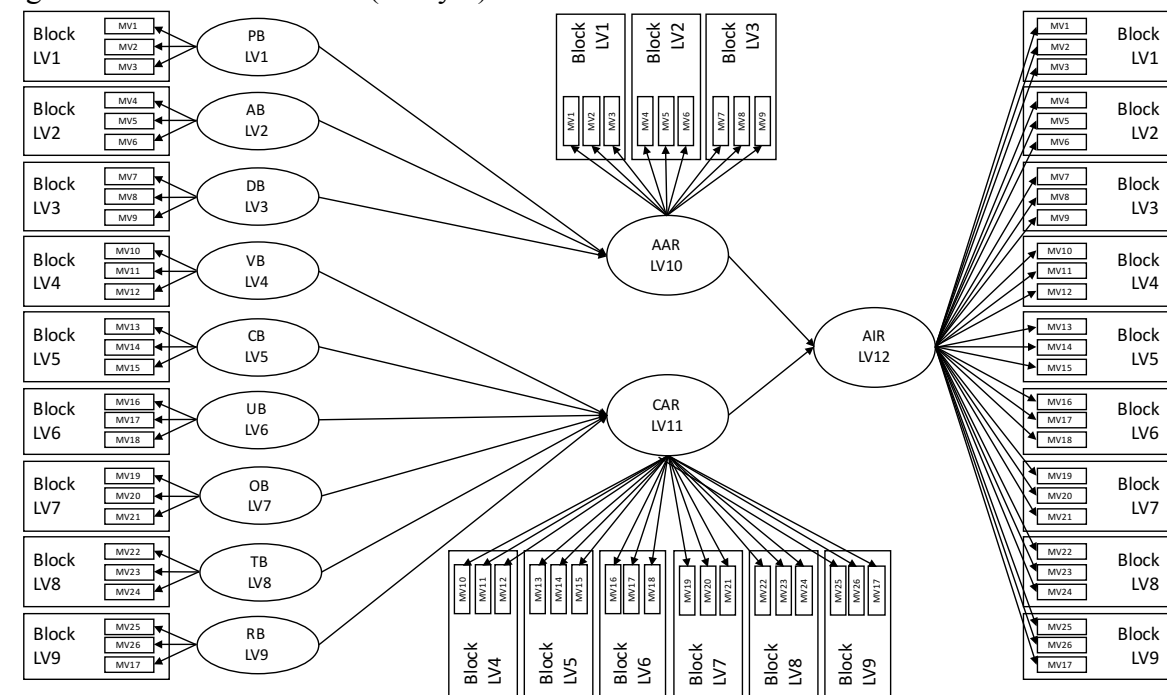 Block
LV1
MV1
MV2
MV3
PB
LV1
Block
LV2
MV4
MV5
MV6
AB
LV2
Block
LV3
MV7
MV8
MV9
DB
LV3
Block
LV4
MV10
MV11
MV12
VB
LV4
Block
LV5
MV13
MV14
MV15
CB
LV5
Block
LV6
MV16
MV17
MV18
UB
LV6
Block
LV7
MV19
MV20
MV21
OB
LV7
Block
LV8
MV22
MV23
MV24
TB
LV8
Block
LV9
MV25
MV26
MV17
RB
LV9
Block
LV1
MV1
MV2
MV3
Block
LV2
MV4
MV5
MV6
Block
LV3
MV7
MV8
MV9
AAR
LV10
CAR
LV11
MV10
MV11
MV12
Block
LV4
MV13
MV14
MV15
Block
LV5
MV16
MV17
MV18
Block
LV6
MV19
MV20
MV21
Block
LV7
MV22
MV23
MV24
Block
LV8
MV25
MV26
MV17
Block
LV9
AIR
LV12
MV1
MV2
MV3
Block
LV1
MV4
MV5
MV6
Block
LV2
MV7
MV8
MV9
Block
LV3
MV10
MV11
MV12
Block
LV4
MV13
MV14
MV15
Block
LV5
MV16
MV17
MV18
Block
LV6
MV19
MV20
MV21
Block
LV7
MV22
MV23
MV24
Block
LV8
MV25
MV26
MV17
Block
LV9